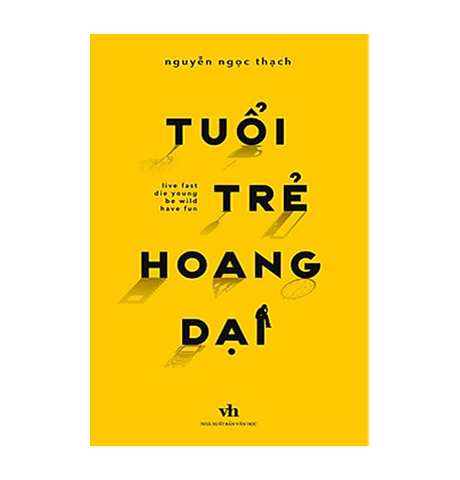 nguyễn ngọc thạch
TUỔI
live fast
die young
be wild
have fun
TRẺ
HOANG
DẠI
vh
NHÀ XUẤT BẢN VĂN HỌC